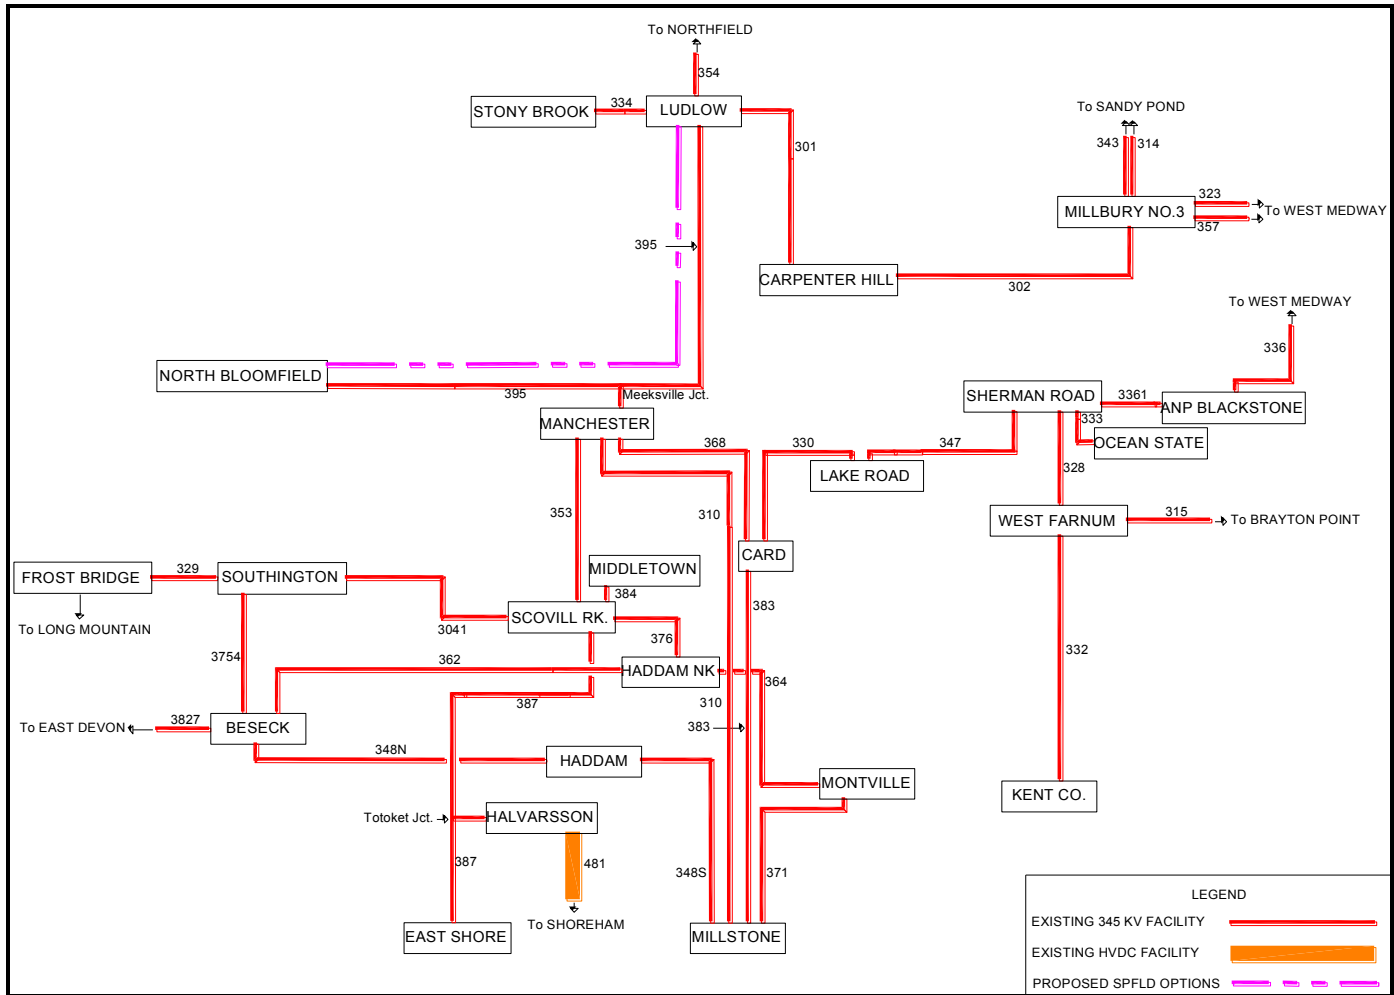 To NORTHFIELD
354
STONY BROOK
334
LUDLOW
301
To SANDY POND
343
314
MILLBURY NO.3
323
To WEST MEDWAY
357
395
CARPENTER HILL
302
To WEST MEDWAY
336
NORTH BLOOMFIELD
395
Meeksville Jct.
MANCHESTER
SHERMAN ROAD
3361
ANP BLACKSTONE
333
OCEAN STATE
368
330
347
LAKE ROAD
328
353
310
WEST FARNUM
315
To BRAYTON POINT
CARD
FROST BRIDGE
329
SOUTHINGTON
MIDDLETOWN
384
383
To LONG MOUNTAIN
3041
SCOVILL RK.
376
332
3754
362
HADDAM NK
364
387
310
383
To EAST DEVON
3827
BESECK
348N
HADDAM
MONTVILLE
KENT CO.
Totoket Jct.
HALVARSSON
387
481
348S
371
To SHOREHAM
EAST SHORE
MILLSTONE
LEGEND
EXISTING 345 KV FACILITY
EXISTING HVDC FACILITY
PROPOSED SPFLD OPTIONS